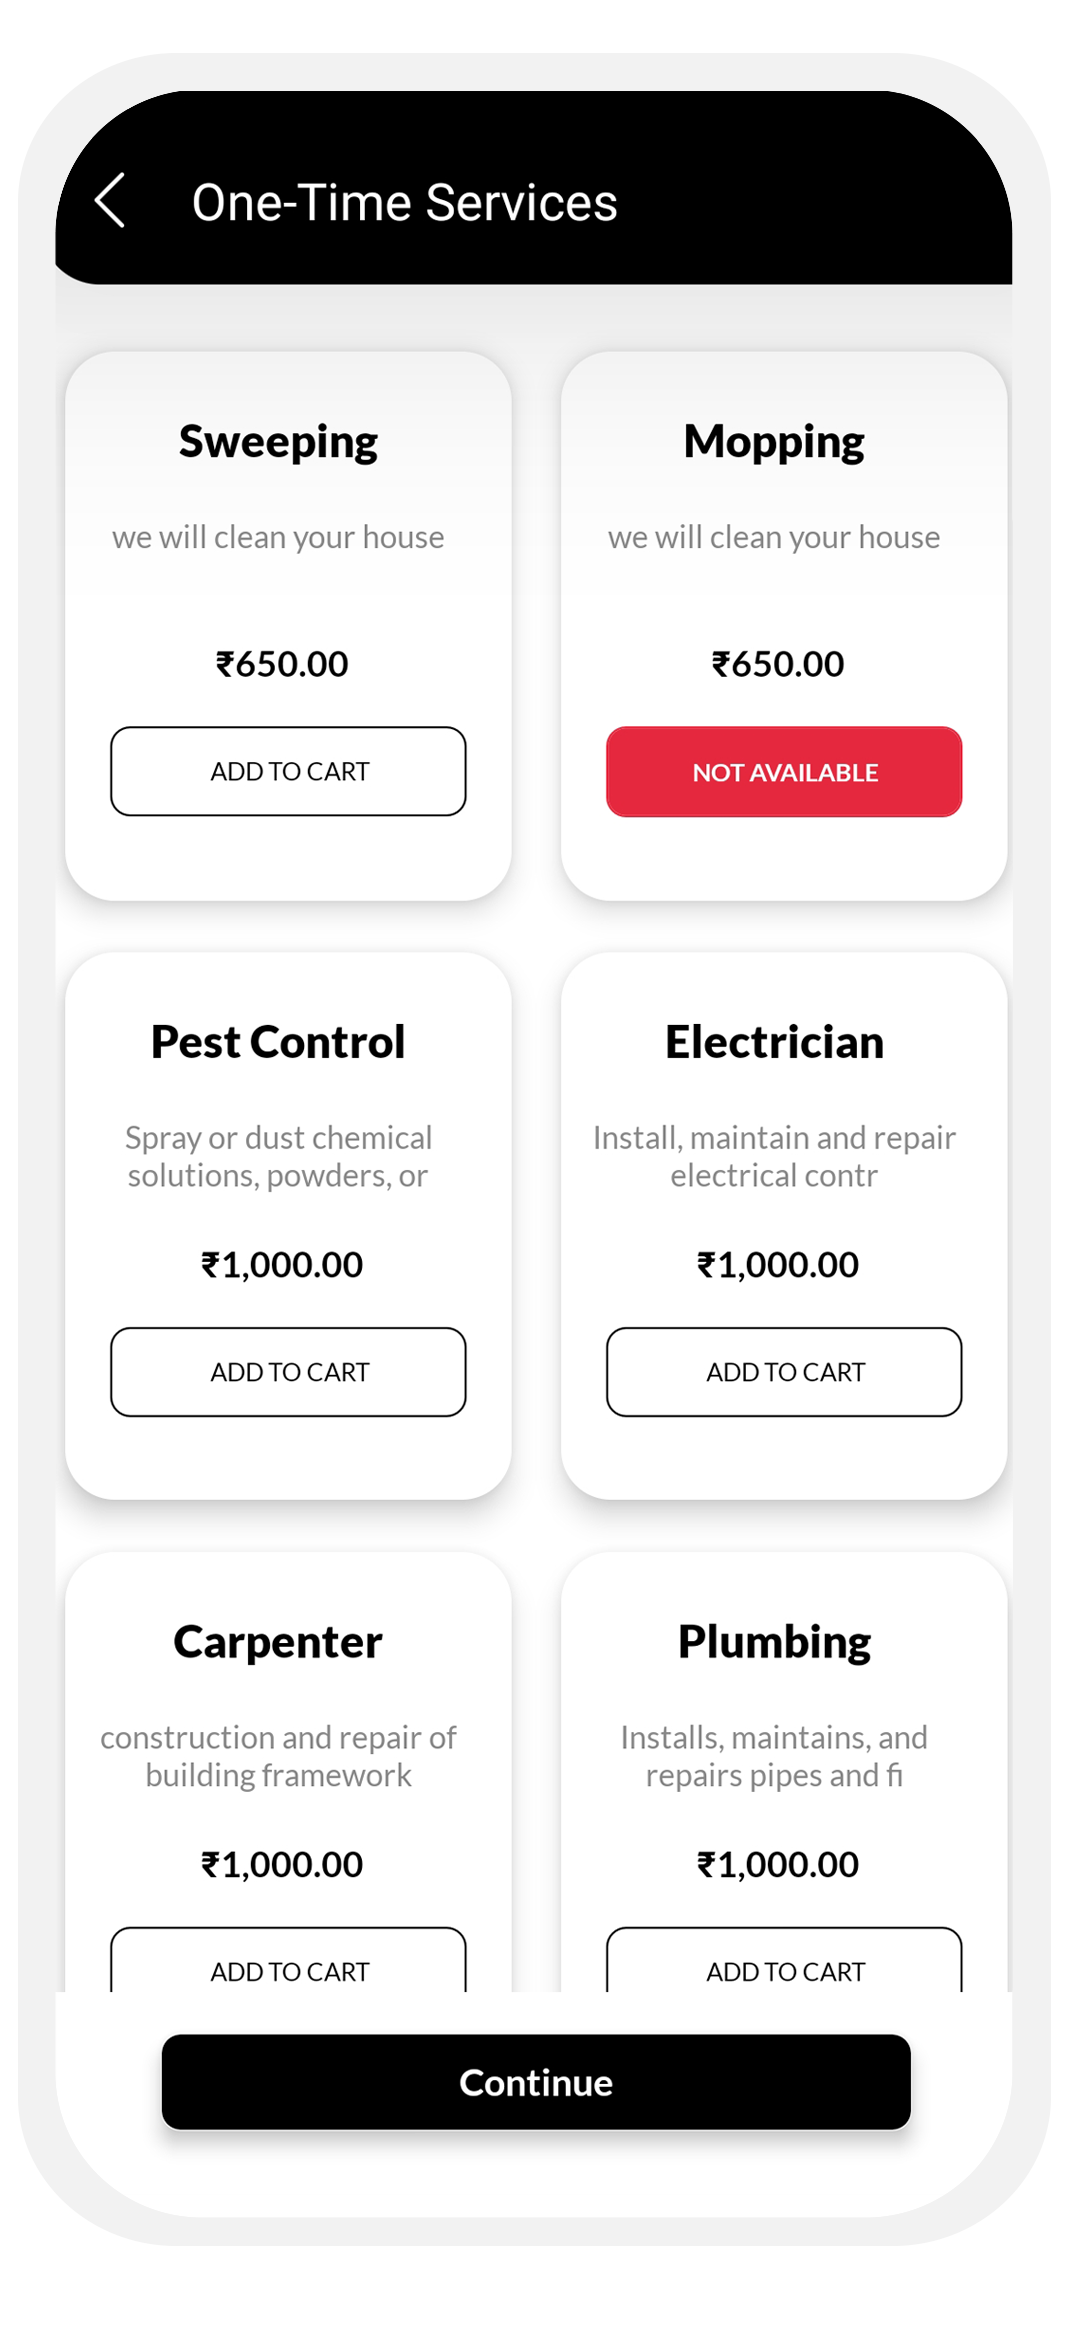 One-Time Services
Sweeping
we will clean your house
₹650.00
ADD TO CART
Mopping
we will clean your house
₹650.00
NOT AVAILABLE
Pest Control
Spray or dust chemical
solutions, powders, or
₹1,000.00
ADD TO CART
Electrician
Install, maintain and repair
electrical contr
₹1,000.00
ADD TO CART
Carpenter
construction and repair of
building framework
₹1,000.00
ADD TO CART
Plumbing
Installs, maintains, and
repairs pipes and fi
₹1,000.00
ADD TO CART
Continue